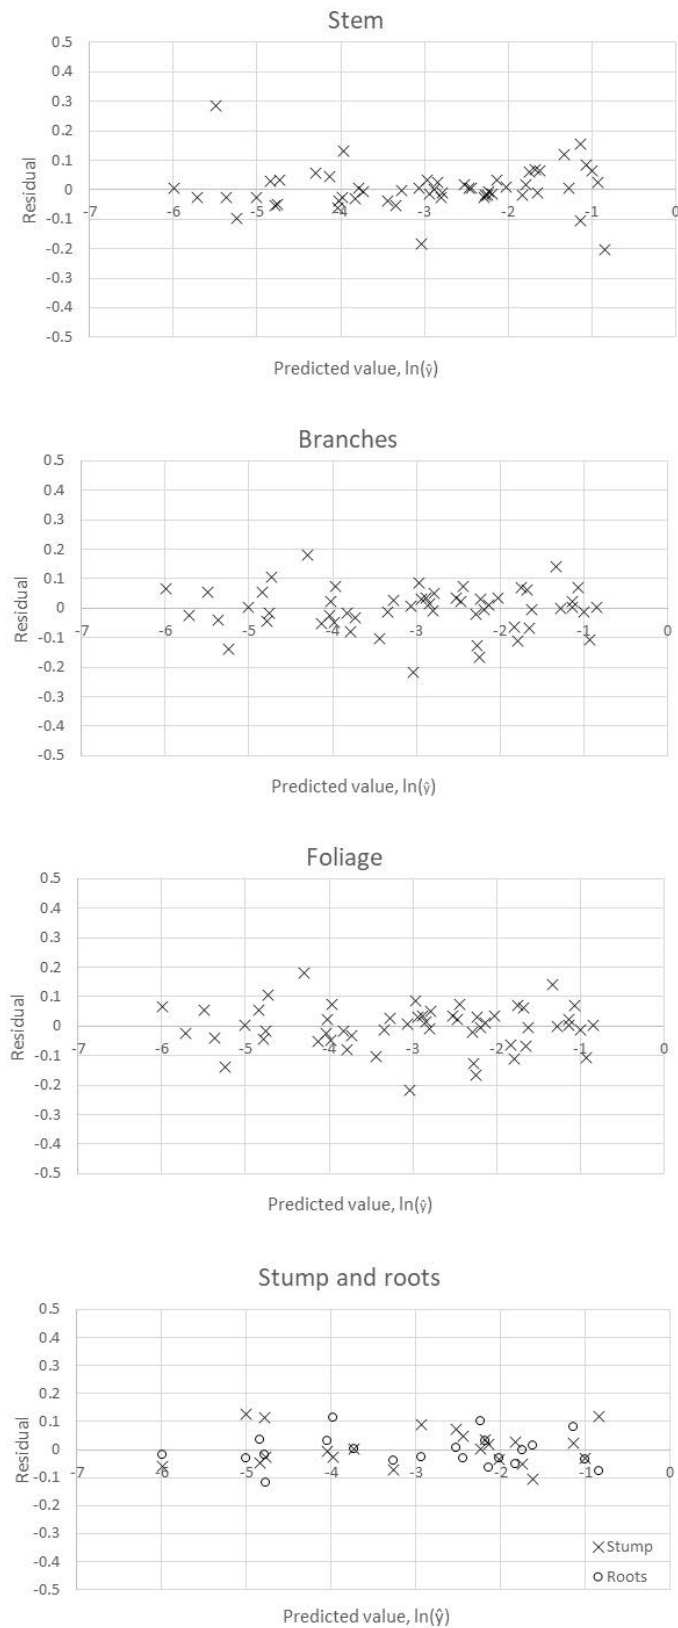 Stem
0.5
0.4
0.3
0.2
0.1
0
-0.1
-0.2
-0.3
-0.4
-0.5
-7 -6 -5 -4 -3 -2 -1 0
Residual
Predicted value, ln(ŷ)
Branches
0.5
0.4
0.3
0.2
0.1
0
-0.1
-0.2
-0.3
-0.4
-0.5
-7 -6 -5 -4 -3 -2 -1 0
Residual
Predicted value, ln(ŷ)
Foliage
0.5
0.4
0.3
0.2
0.1
0
-0.1
-0.2
-0.3
-0.4
-0.5
-7 -6 -5 -4 -3 -2 -1 0
Residual
Predicted value, ln(ŷ)
Stump and roots
0.5
0.4
0.3
0.2
0.1
0
-0.1
-0.2
-0.3
-0.4
-0.5
-7 -6 -5 -4 -3 -2 -1 0
Residual
Stump
Roots
Predicted value, ln(ŷ)